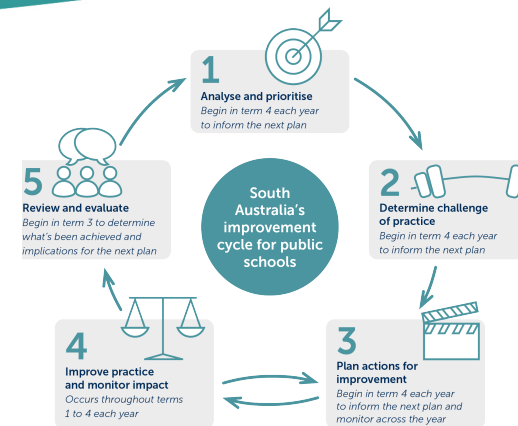 1
Analyse and prioritise
Begin in term 4 each year
to inform the next plan
2
Determine challenge
of practice
Begin in term 4 each year
to inform the next plan
3
Plan actions for
improvement
Begin in term 4 each year
to inform the next plan and
monitor across the year
4
Improve practice
and monitor impact
Occurs throughout terms
1 to 4 each year
5
Review and evaluate
Begin in term 3 to determine
what's been achieved and
implications for the next plan
South
Australia's
improvement
cycle for public
schools